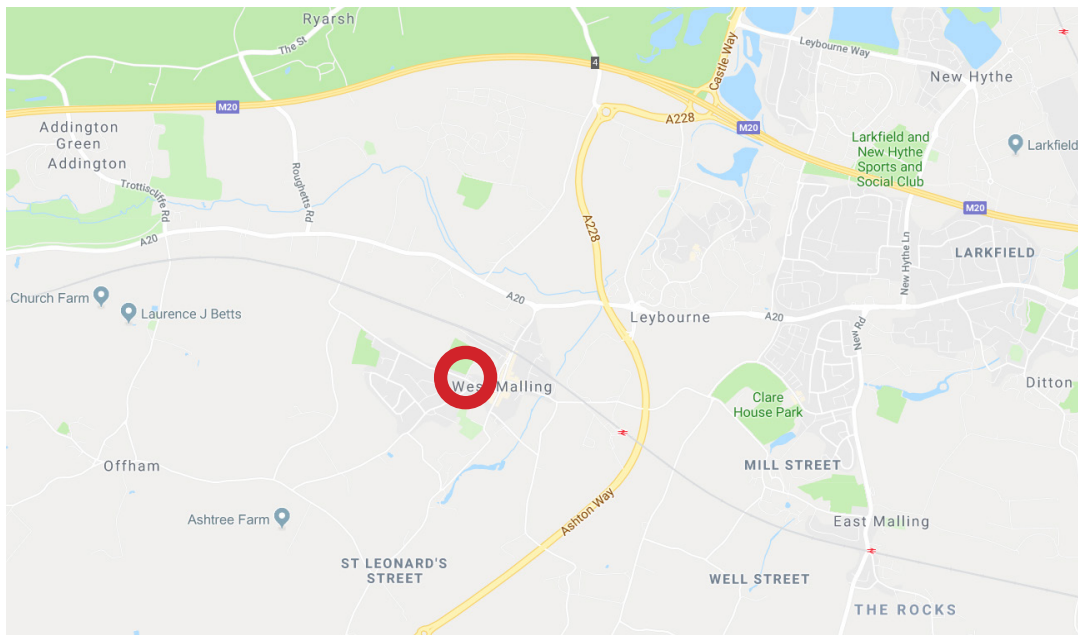 Ryarsh
The St
4
Castle Way
Leybourne Way
New Hythe
M20
A228
M20
Addington
Green
Addington
Larkfield and
New Hythe
Sports and
Social Club
Larkfield
Trottiscliffe Rd
Roughetts Rd
M20
A228
A20
New Hythe Ln
LARKFIELD
Church Farm
Laurence J Betts
A20
Leybourne
A20
New Rd
West Malling
Ditton
Clare
House Park
Offham
MILL STREET
Ashtree Farm
Ashton Way
East Malling
ST LEONARD'S
STREET
WELL STREET
THE ROCKS